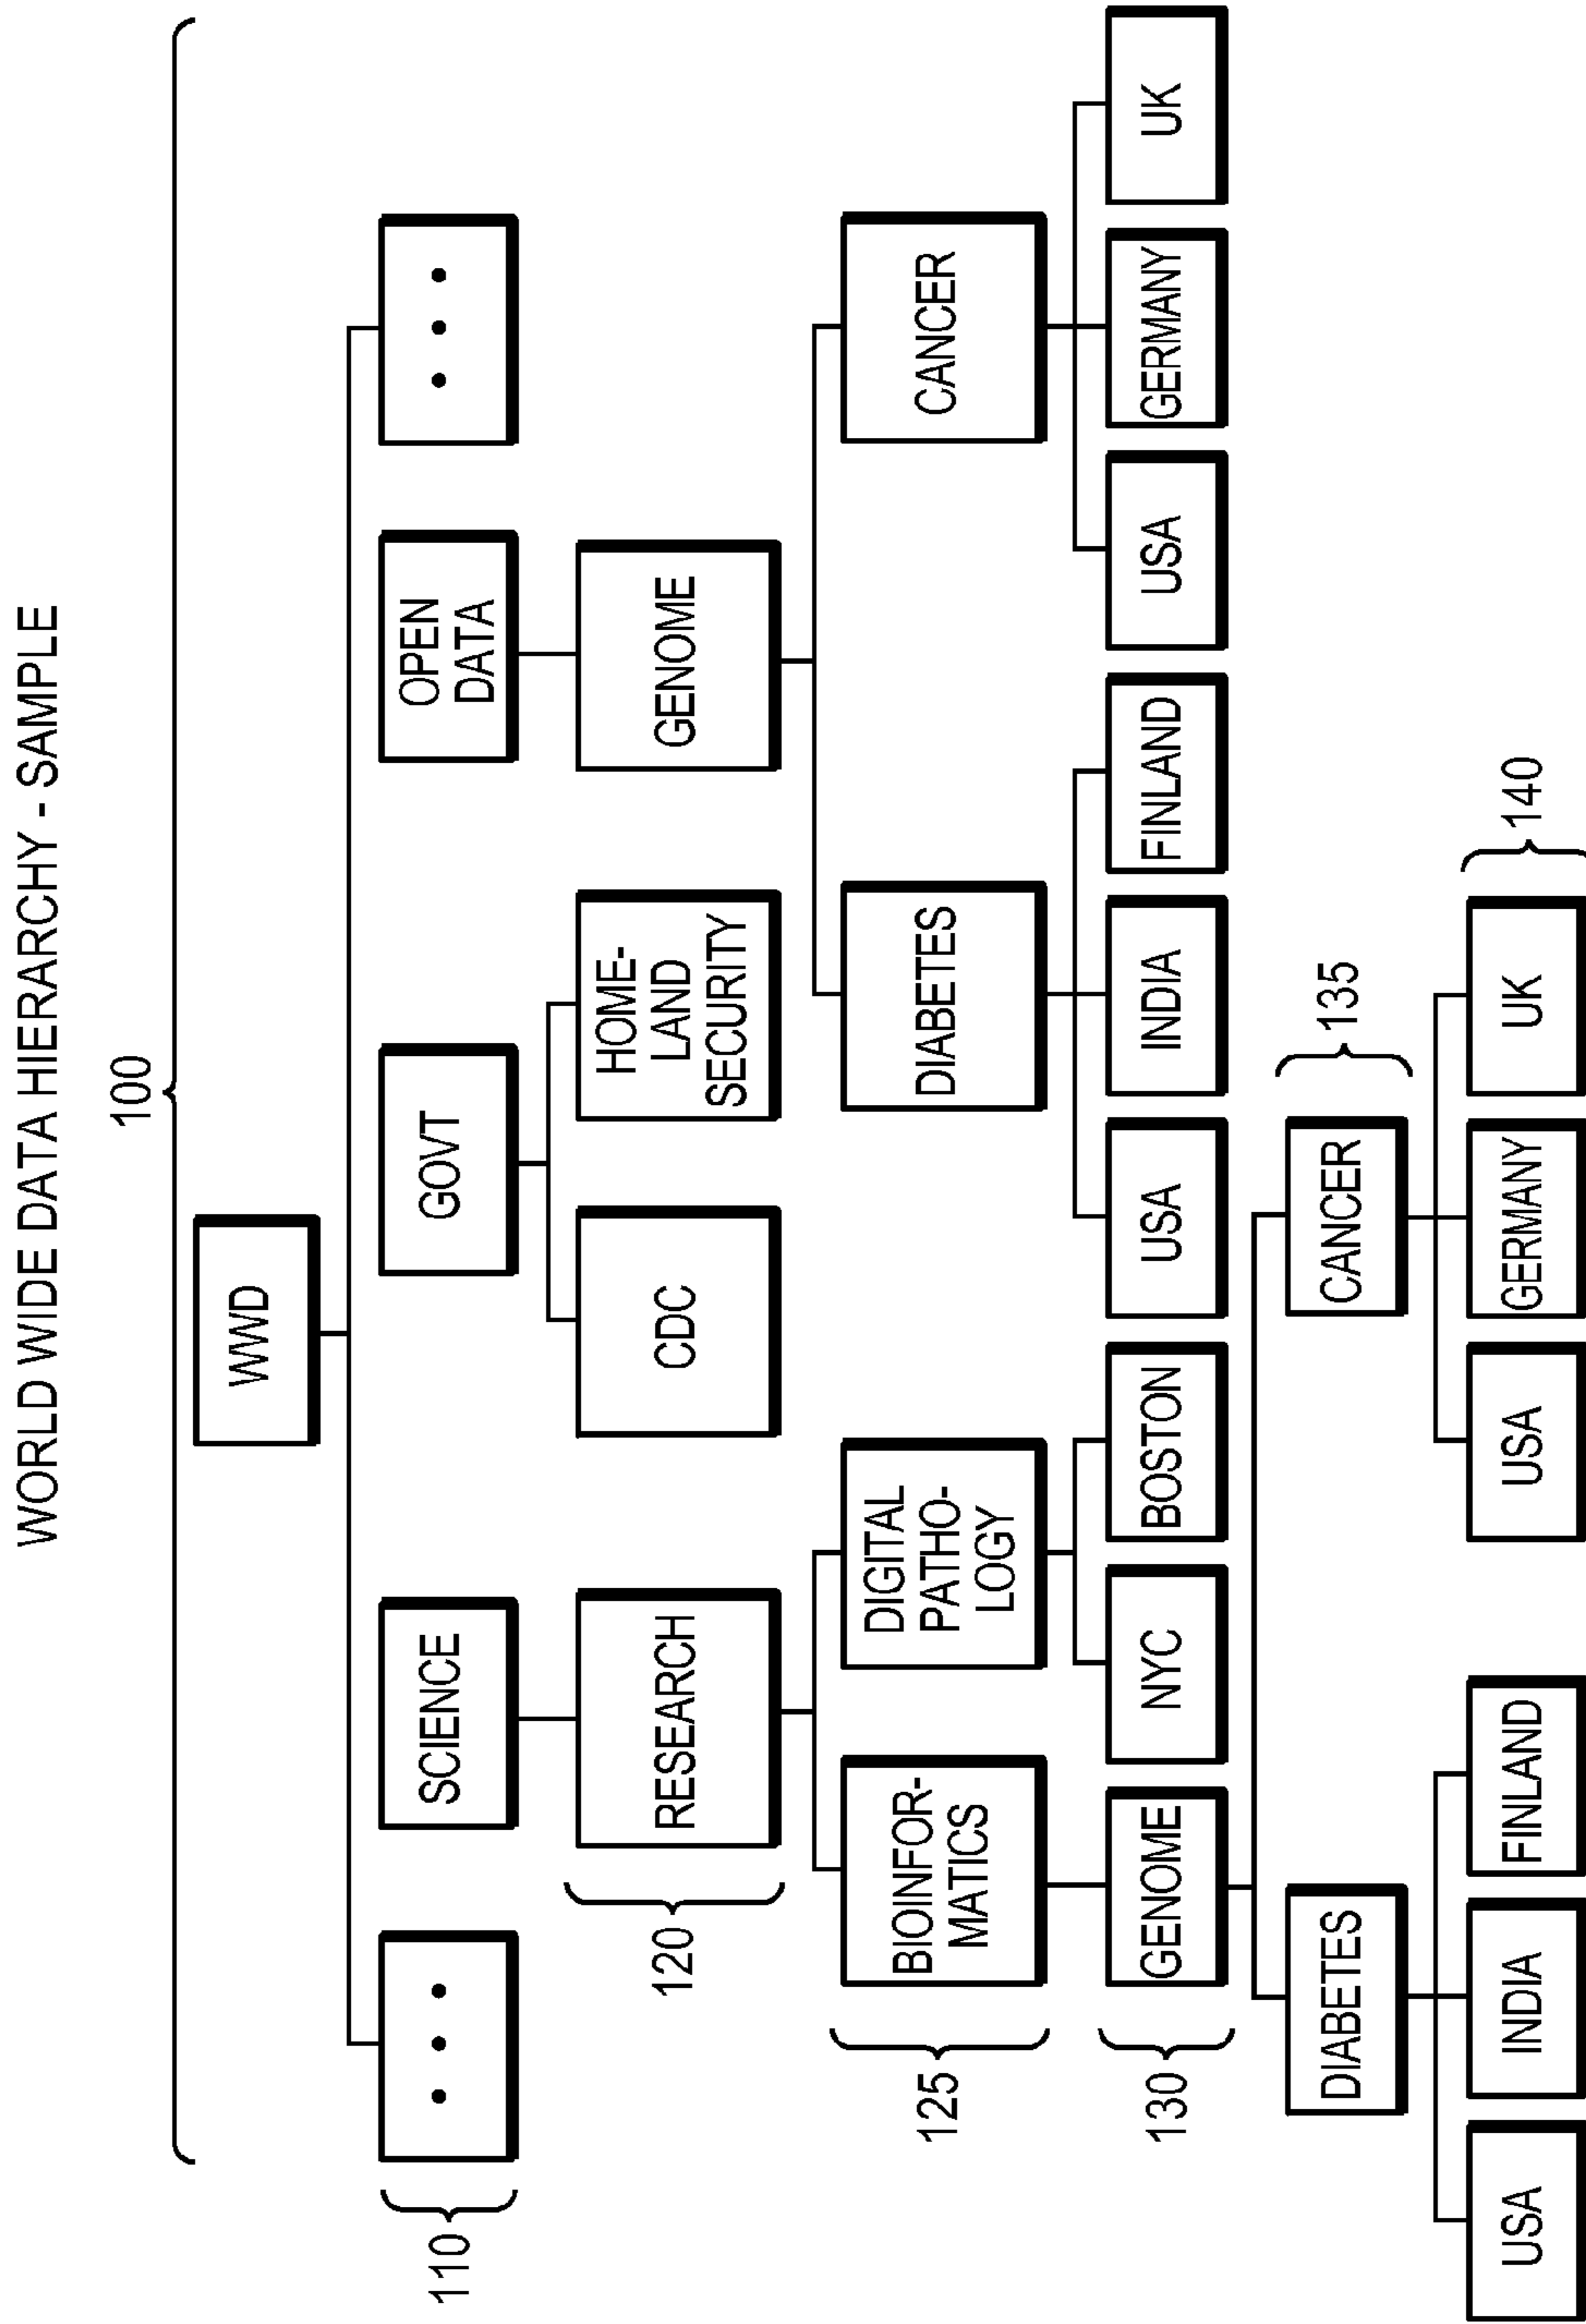 WORLD WIDE DATA HIERARCHY - SAMPLE
100
WWD
110
• • •
SCIENCE
GOVT
OPEN
DATA
• • •
120
RESEARCH
CDC
HOME-
LAND
SECURITY
GENOME
125
BIOINFOR-
MATICS
DIGITAL
PATHO-
LOGY
DIABETES
CANCER
130
GENOME
NYC
BOSTON
USA
INDIA
FINLAND
USA
GERMANY
UK
DIABETES
CANCER
135
USA
INDIA
FINLAND
USA
GERMANY
UK
140